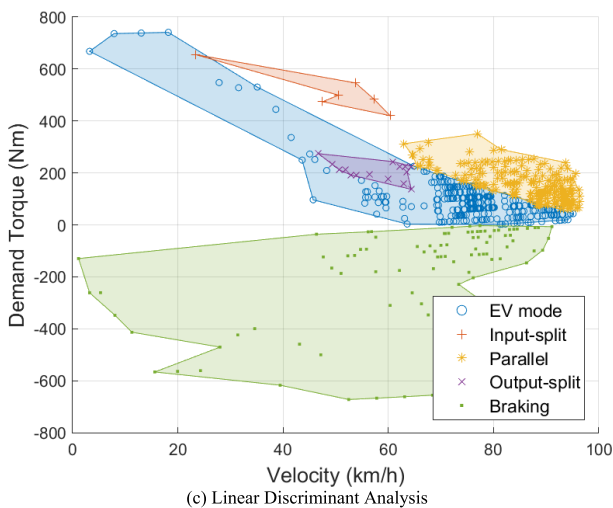 800
600
400
200
0
-200
-400
-600
-800
Demand Torque (Nm)
EV mode
Input-split
Parallel
Output-split
Braking
0 20 40 60 80 100
Velocity (km/h)
(c) Linear Discriminant Analysis